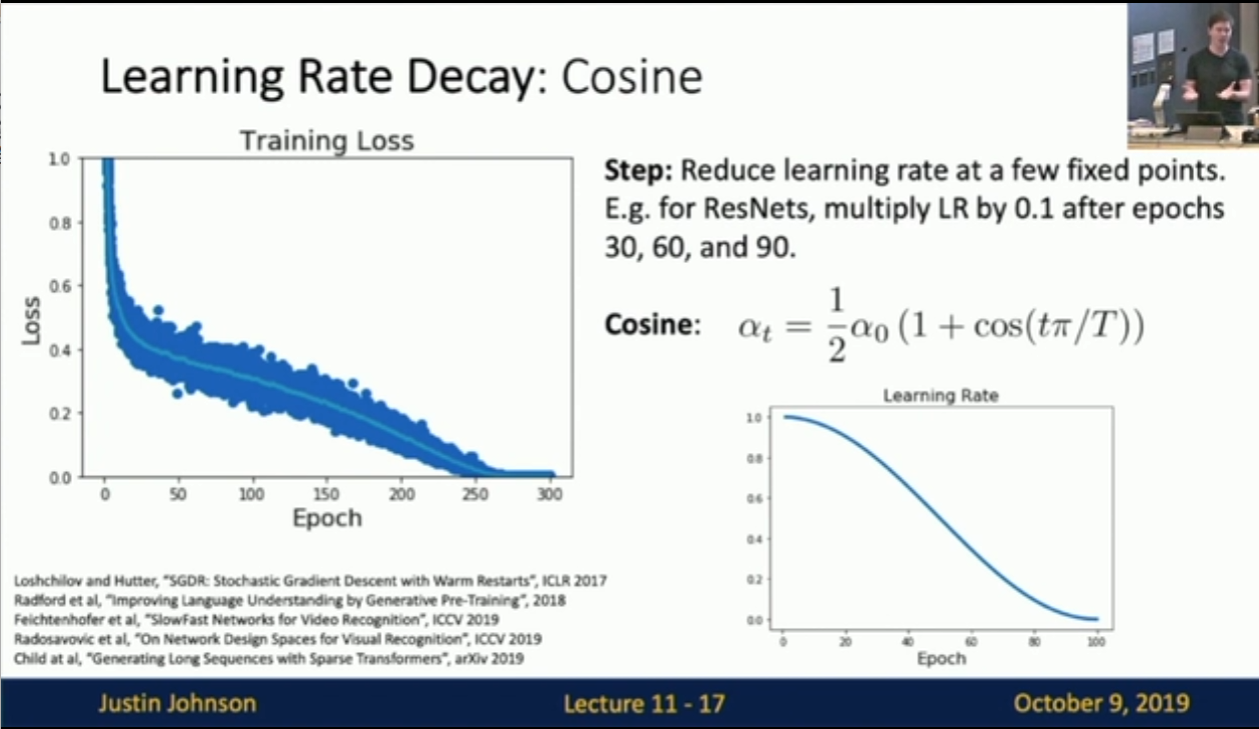 Learning Rate Decay: Cosine
Training Loss
1.0
0.8
0.6
0.4
0.2
0.0
Loss
0 50 100 150 200 250 300
Epoch
Step: Reduce learning rate at a few fixed points.
E.g. for ResNets, multiply LR by 0.1 after epochs
30, 60, and 90.
Cosine: α_t = 1/2 α_0 (1 + cos(tπ/T))
Learning Rate
1.0
0.8
0.6
0.4
0.2
0.0
0 20 40 60 80 100
Epoch
Loshchilov and Hutter, “SGDR: Stochastic Gradient Descent with Warm Restarts”, ICLR 2017
Radford et al, “Improving Language Understanding by Generative Pre-Training”, 2018
Feichtenhofer et al, “SlowFast Networks for Video Recognition”, ICCV 2019
Radosavovic et al, “On Network Design Spaces for Visual Recognition”, ICCV 2019
Child at al, “Generating Long Sequences with Sparse Transformers”, arXiv 2019
Justin Johnson
Lecture 11 - 17
October 9, 2019